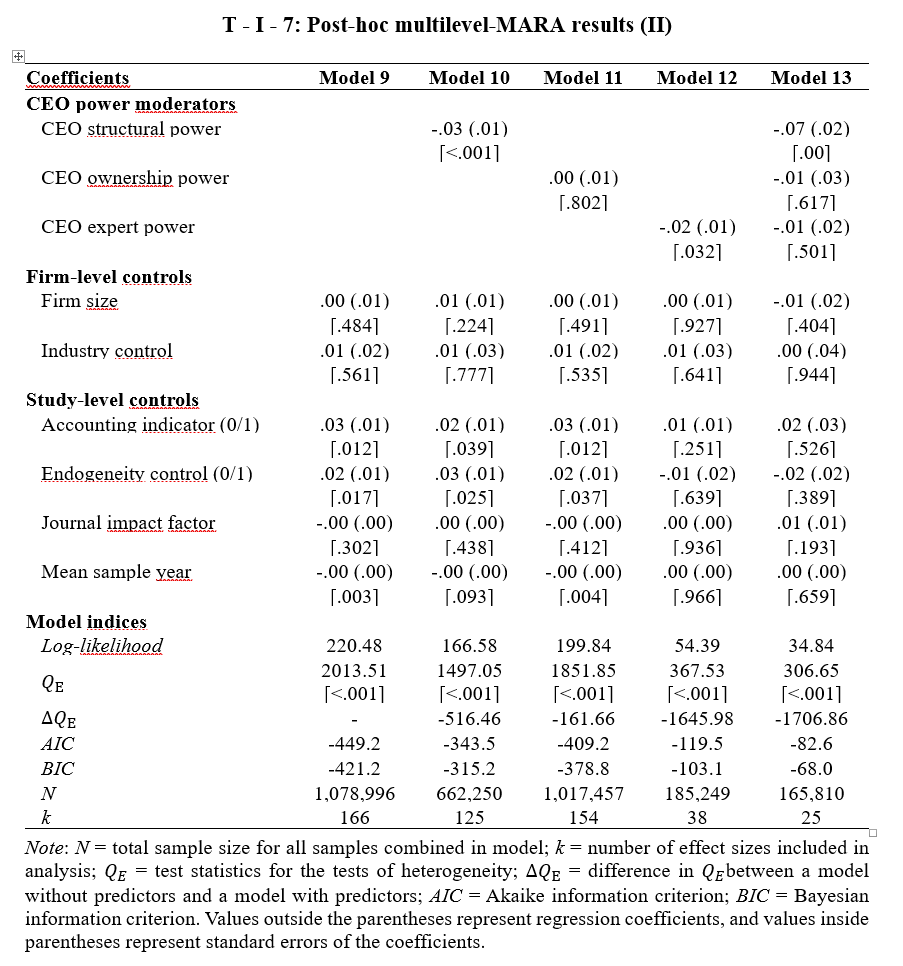 T - I - 7: Post-hoc multilevel-MARA results (II)
Coefficients Model 9 Model 10 Model 11 Model 12 Model 13
CEO power moderators
CEO structural power -.03 (.01) -.07 (.02)
[<.001] [.00]
CEO ownership power .00 (.01) -.01 (.03)
[.802] [.617]
CEO expert power -.02 (.01) -.01 (.02)
[.032] [.501]
Firm-level controls
Firm size .00 (.01) .01 (.01) .00 (.01) .00 (.01) -.01 (.02)
[.484] [.224] [.491] [.927] [.404]
Industry control .01 (.02) .01 (.03) .01 (.02) .01 (.03) .00 (.04)
[.561] [.777] [.535] [.641] [.944]
Study-level controls
Accounting indicator (0/1) .03 (.01) .02 (.01) .03 (.01) .01 (.01) .02 (.03)
[.012] [.039] [.012] [.251] [.526]
Endogeneity control (0/1) .02 (.01) .03 (.01) .02 (.01) -.01 (.02) -.02 (.02)
[.017] [.025] [.037] [.639] [.389]
Journal impact factor -.00 (.00) .00 (.00) -.00 (.00) .00 (.00) .01 (.01)
[.302] [.438] [.412] [.936] [.193]
Mean sample year -.00 (.00) -.00 (.00) -.00 (.00) .00 (.00) .00 (.00)
[.003] [.093] [.004] [.966] [.659]
Model indices
Log-likelihood 220.48 166.58 199.84 54.39 34.84
QE 2013.51 1497.05 1851.85 367.53 306.65
[<.001] [<.001] [<.001] [<.001] [<.001]
ΔQE - -516.46 -161.66 -1645.98 -1706.86
AIC -449.2 -343.5 -409.2 -119.5 -82.6
BIC -421.2 -315.2 -378.8 -103.1 -68.0
N 1,078,996 662,250 1,017,457 185,249 165,810
k 166 125 154 38 25
Note: N = total sample size for all samples combined in model; k = number of effect sizes included in
analysis; QE = test statistics for the tests of heterogeneity; ΔQE = difference in QE between a model
without predictors and a model with predictors; AIC = Akaike information criterion; BIC = Bayesian
information criterion. Values outside the parentheses represent regression coefficients, and values inside
parentheses represent standard errors of the coefficients.